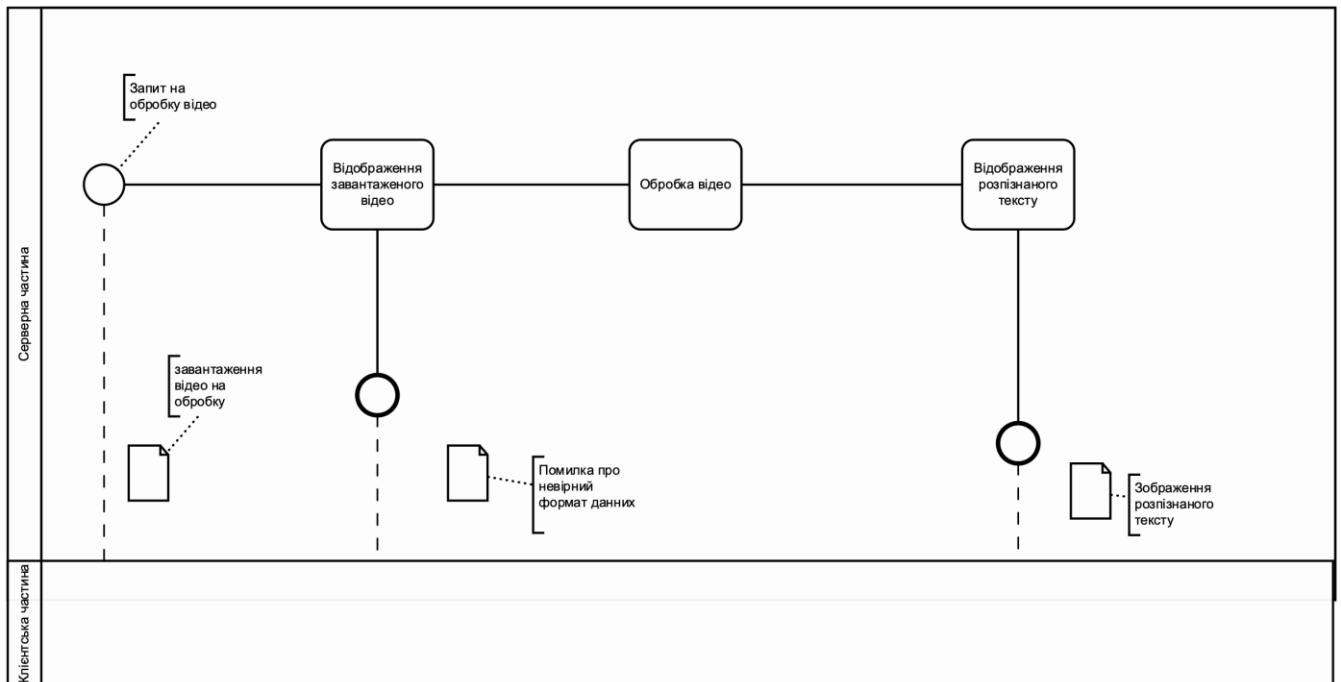 Запит на
обробку відео
Відображення
завантаженого
відео
Обробка відео
Відображення
розпізнаного
тексту
Серверна частина
завантаження
відео на
обробку
Помилка про
невірний
формат данних
Зображення
розпізнаного
тексту
Клієнтська частина